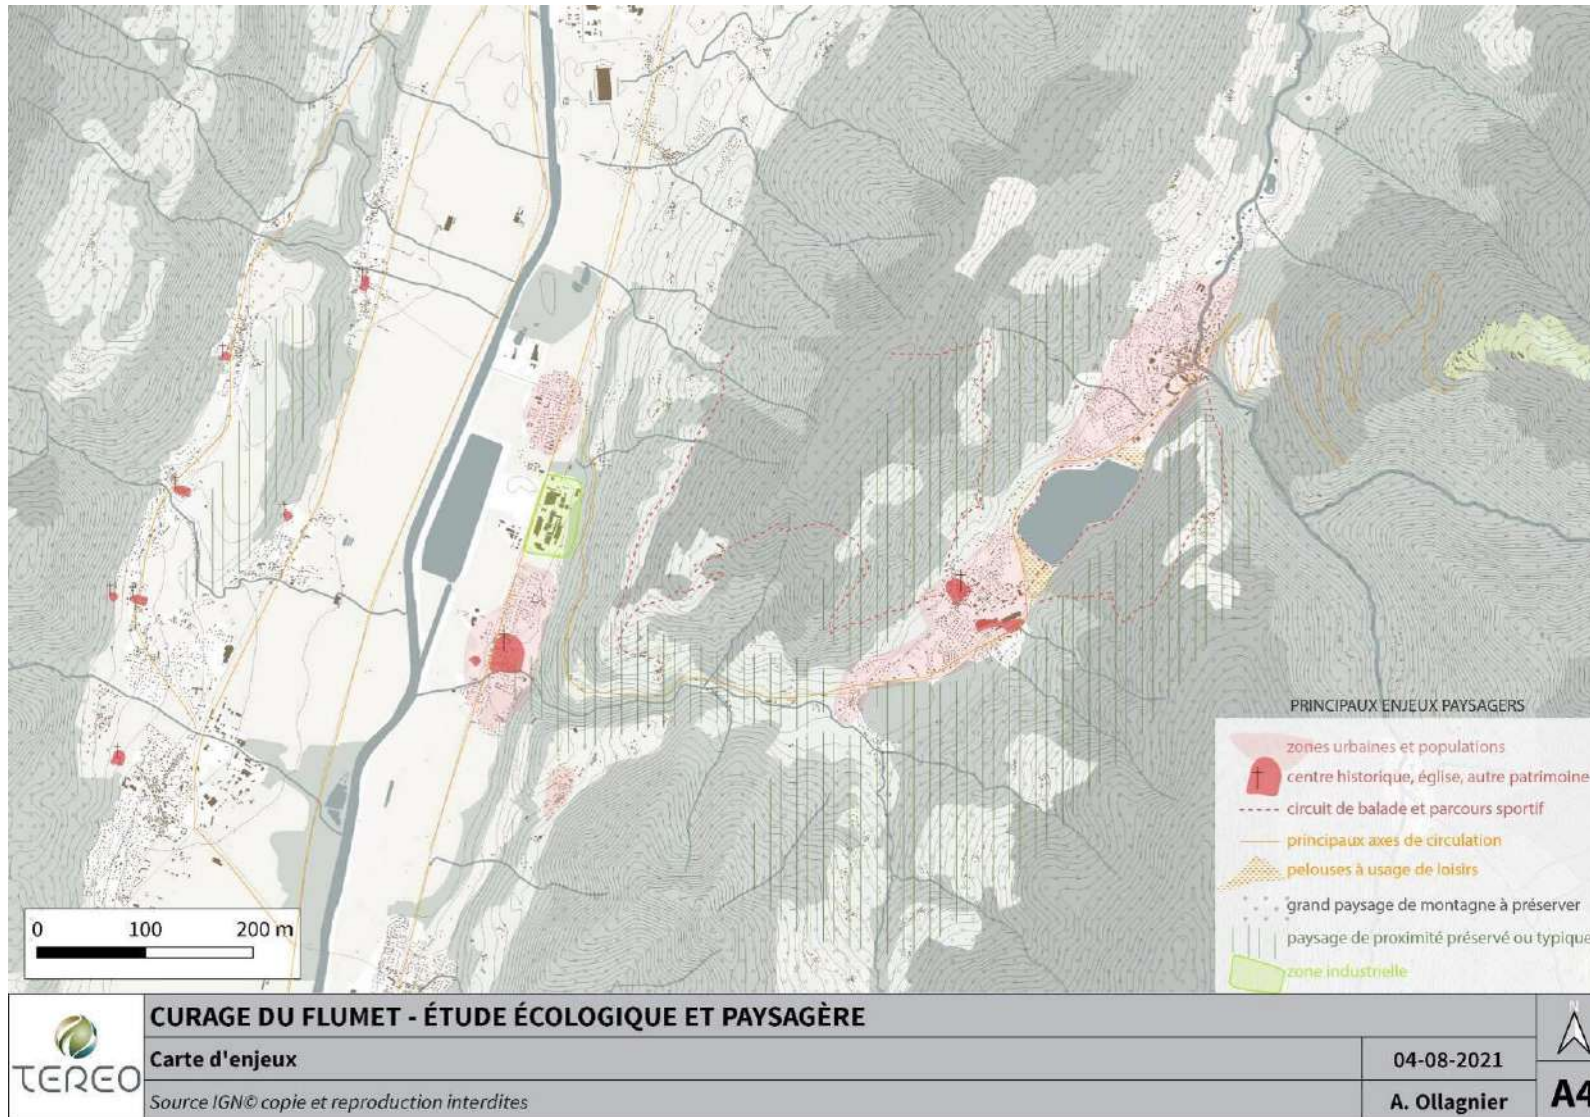 PRINCIPAUX ENJEUX PAYSAGERS
zones urbaines et populations
centre historique, église, autre patrimoine
circuit de balade et parcours sportif
principaux axes de circulation
pelouses à usage de loisirs
grand paysage de montagne à préserver
paysage de proximité préservé ou typique
zone industrielle
0 100 200 m
TEREO
CURAGE DU FLUMET - ÉTUDE ÉCOLOGIQUE ET PAYSAGÈRE
Carte d'enjeux
04-08-2021
Source IGN© copie et reproduction interdites
A. Ollagnier
N
A4